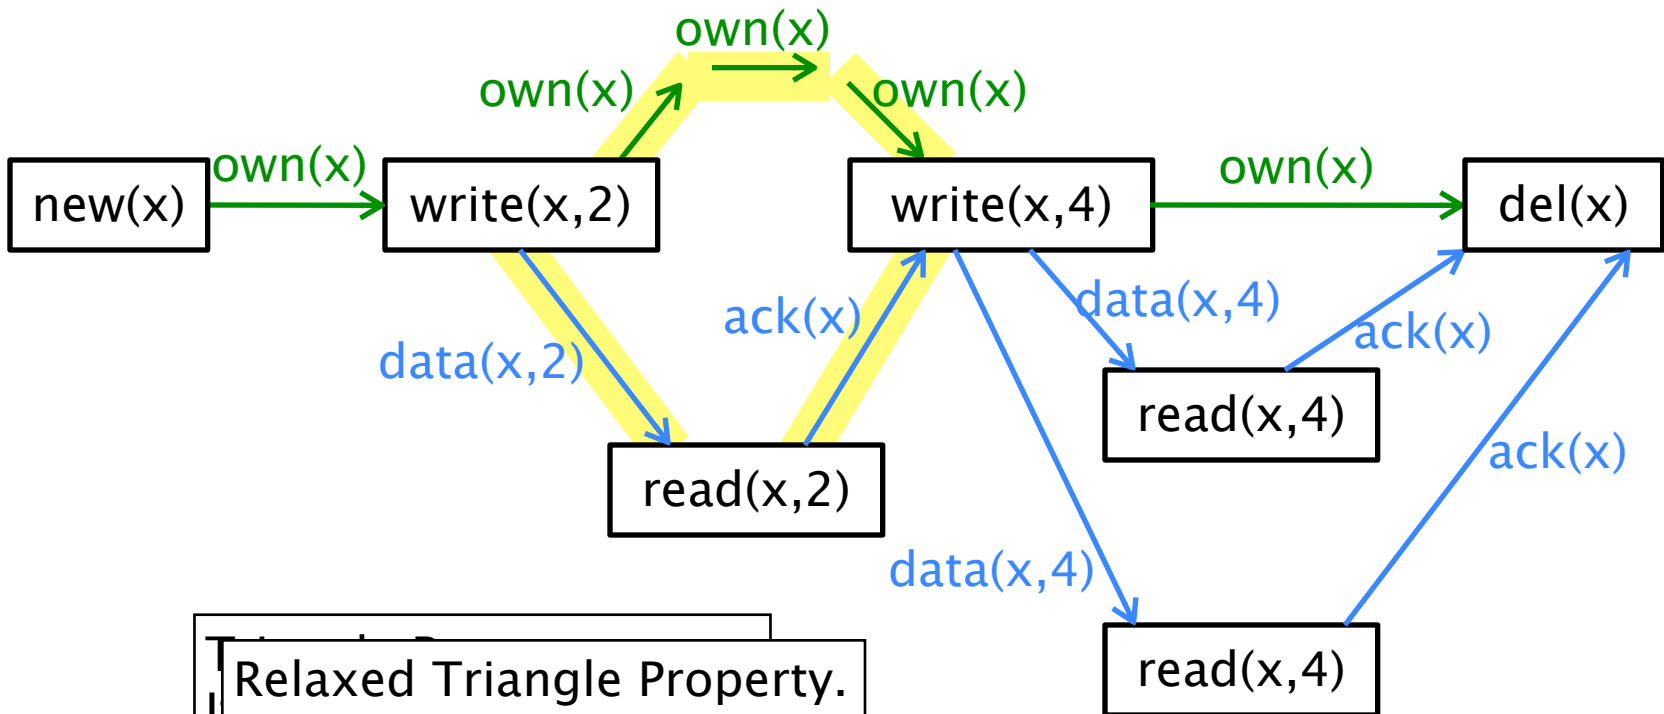 own(x)
own(x)
own(x)
own(x)
own(x)
new(x)
write(x,2)
write(x,4)
del(x)
data(x,4)
ack(x)
ack(x)
data(x,2)
read(x,4)
ack(x)
read(x,2)
data(x,4)
read(x,4)
Relaxed Triangle Property.